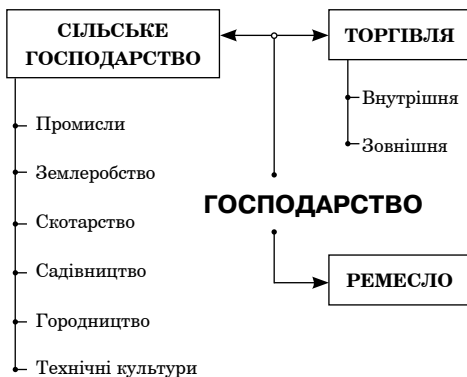 СІЛЬСЬКЕ
ГОСПОДАРСТВО
Промисли
Землеробство
Скотарство
Садівництво
Городництво
Технічні культури
ТОРГІВЛЯ
Внутрішня
Зовнішня
ГОСПОДАРСТВО
РЕМЕСЛО